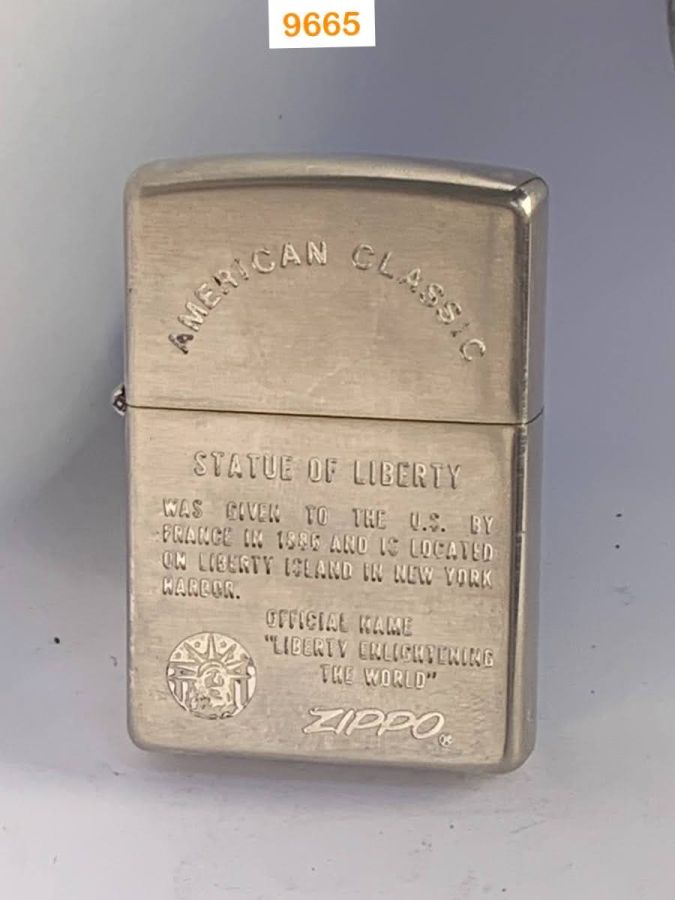 9665
AMERICAN CLASSIC
STATUE OF LIBERTY
WAS GIVEN TO THE U.S. BY
FRANCE IN 1886 AND IS LOCATED
ON LIBERTY ISLAND IN NEW YORK
HARBOR.
OFFICIAL NAME
"LIBERTY ENLIGHTENING
THE WORLD"
ZIPPO®